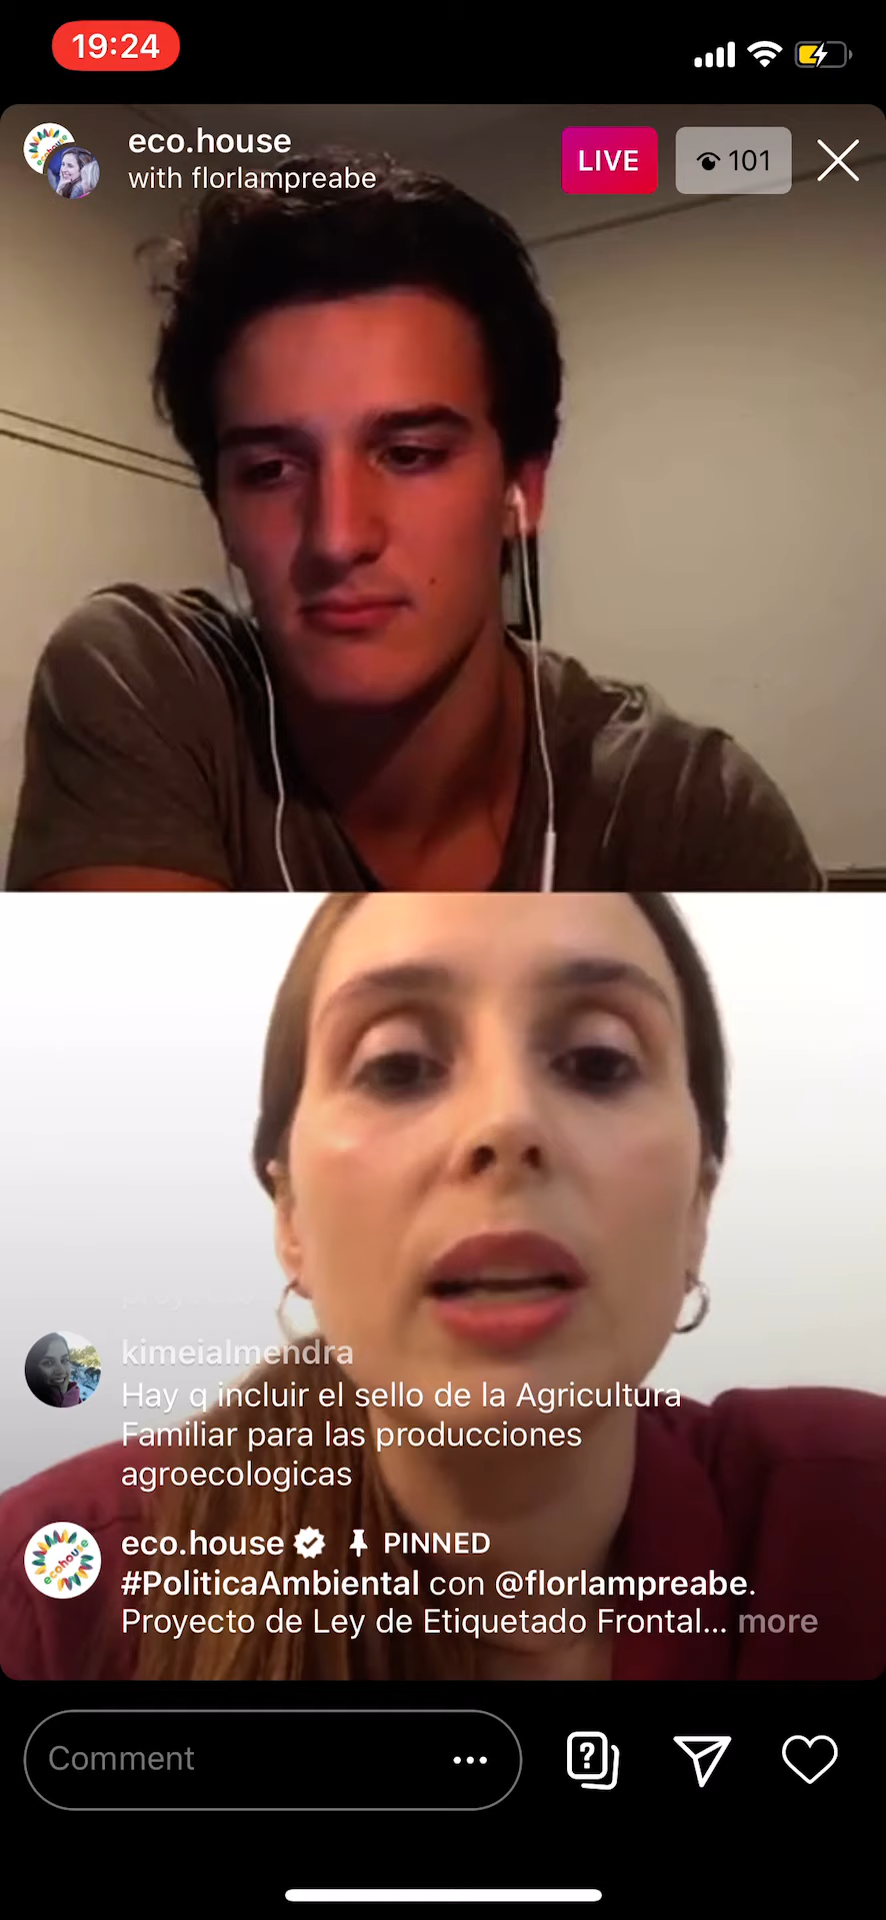 19:24
eco.house
with florlampreabe
LIVE
101
kimeialmendra
Hay q incluir el sello de la Agricultura
Familiar para las producciones
agroecologicas
eco.house PINNED
#PoliticaAmbiental con @florlampreabe.
Proyecto de Ley de Etiquetado Frontal... more
Comment